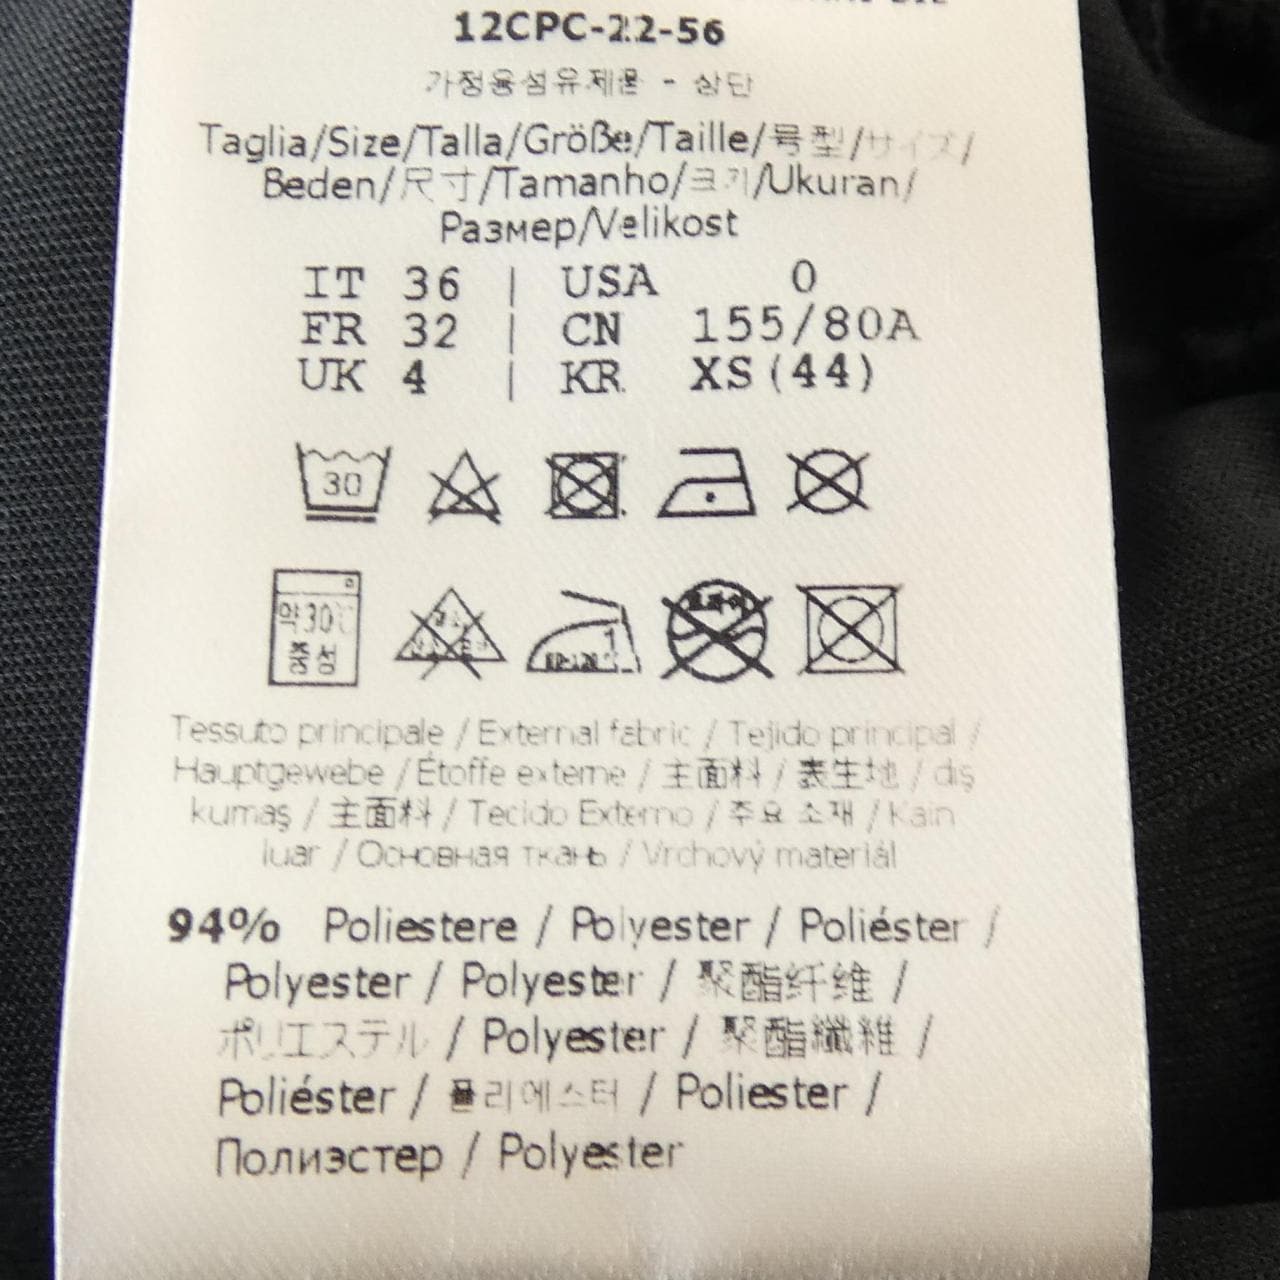 12CPC-22-56
가정용섬유제품 - 상단
Taglia/Size/Talla/Größe/Taille/号型/サイズ/
Beden/尺寸/Tamanho/크기/Ukuran/
Размер/Velikost
IT 36 | USA 0
FR 32 | CN 155/80A
UK 4 | KR XS(44)
30
약30℃
중성
1
Tessuto principale / External fabric / Tejido principal /
Hauptgewebe / Étoffe externe / 主面料 / 表生地 / dış
kumaş / 主面料 / Tecido Externo / 주요 소재 / Kain
luar / Основная ткань / Vrchový materiál
94% Poliestere / Polyester / Poliéster /
Polyester / Polyester / 聚酯纤维 /
ポリエステル / Polyester / 聚酯纖維 /
Poliéster / 폴리에스터 / Poliester /
Полиэстер / Polyester